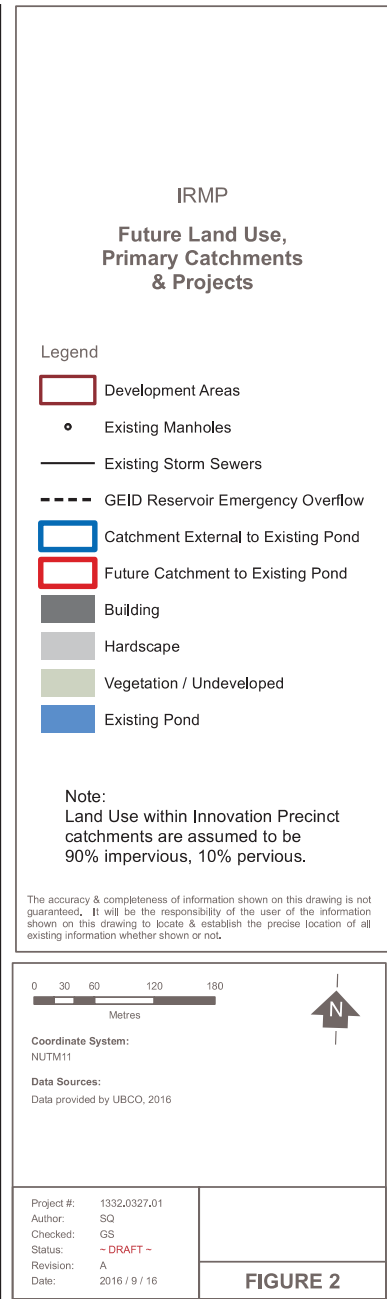 IRMP
Future Land Use,
Primary Catchments
& Projects
Legend
Development Areas
Existing Manholes
Existing Storm Sewers
GEID Reservoir Emergency Overflow
Catchment External to Existing Pond
Future Catchment to Existing Pond
Building
Hardscape
Vegetation / Undeveloped
Existing Pond
Note:
Land Use within Innovation Precinct
catchments are assumed to be
90% impervious, 10% pervious.
The accuracy & completeness of information shown on this drawing is not
guaranteed. It will be the responsibility of the user of the information
shown on this drawing to locate & establish the precise location of all
existing information whether shown or not.
0 30 60 120 180
Metres
N
Coordinate System:
NUTM11
Data Sources:
Data provided by UBCO, 2016
Project #: 1332.0327.01
Author: SQ
Checked: GS
Status: ~ DRAFT ~
Revision: A
Date: 2016 / 9 / 16
FIGURE 2